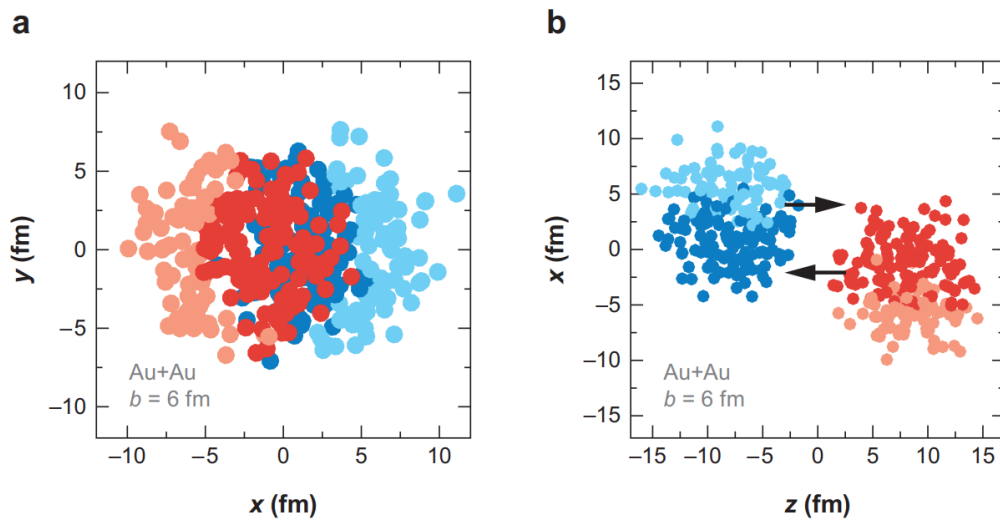 a
10
5
0
–5
–10
y (fm)
Au+Au
b = 6 fm
–10 –5 0 5 10
x (fm)
b
15
10
5
0
–5
–10
–15
x (fm)
Au+Au
b = 6 fm
–15 –10 –5 0 5 10 15
z (fm)